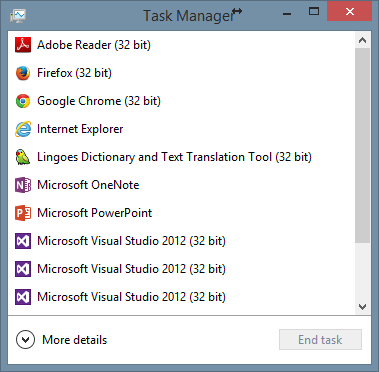 Task Manager
Adobe Reader (32 bit)
Firefox (32 bit)
Google Chrome (32 bit)
Internet Explorer
Lingoes Dictionary and Text Translation Tool (32 bit)
Microsoft OneNote
Microsoft PowerPoint
Microsoft Visual Studio 2012 (32 bit)
Microsoft Visual Studio 2012 (32 bit)
Microsoft Visual Studio 2012 (32 bit)
More details
End task